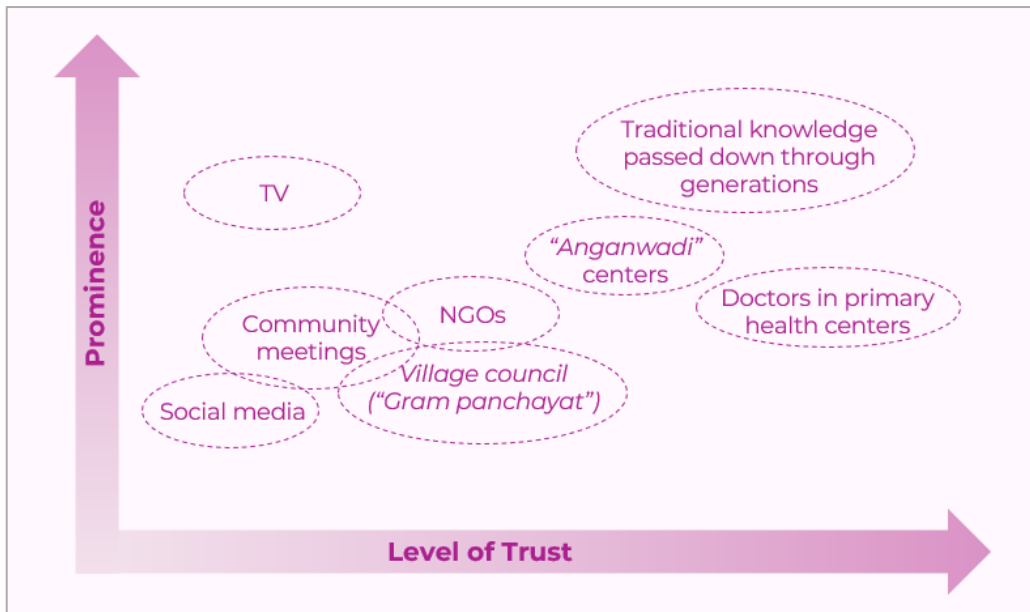 Prominence
Traditional knowledge
passed down through
generations
TV
“Anganwadi”
centers
Doctors in primary
health centers
NGOs
Community
meetings
Village council
(“Gram panchayat”)
Social media
Level of Trust